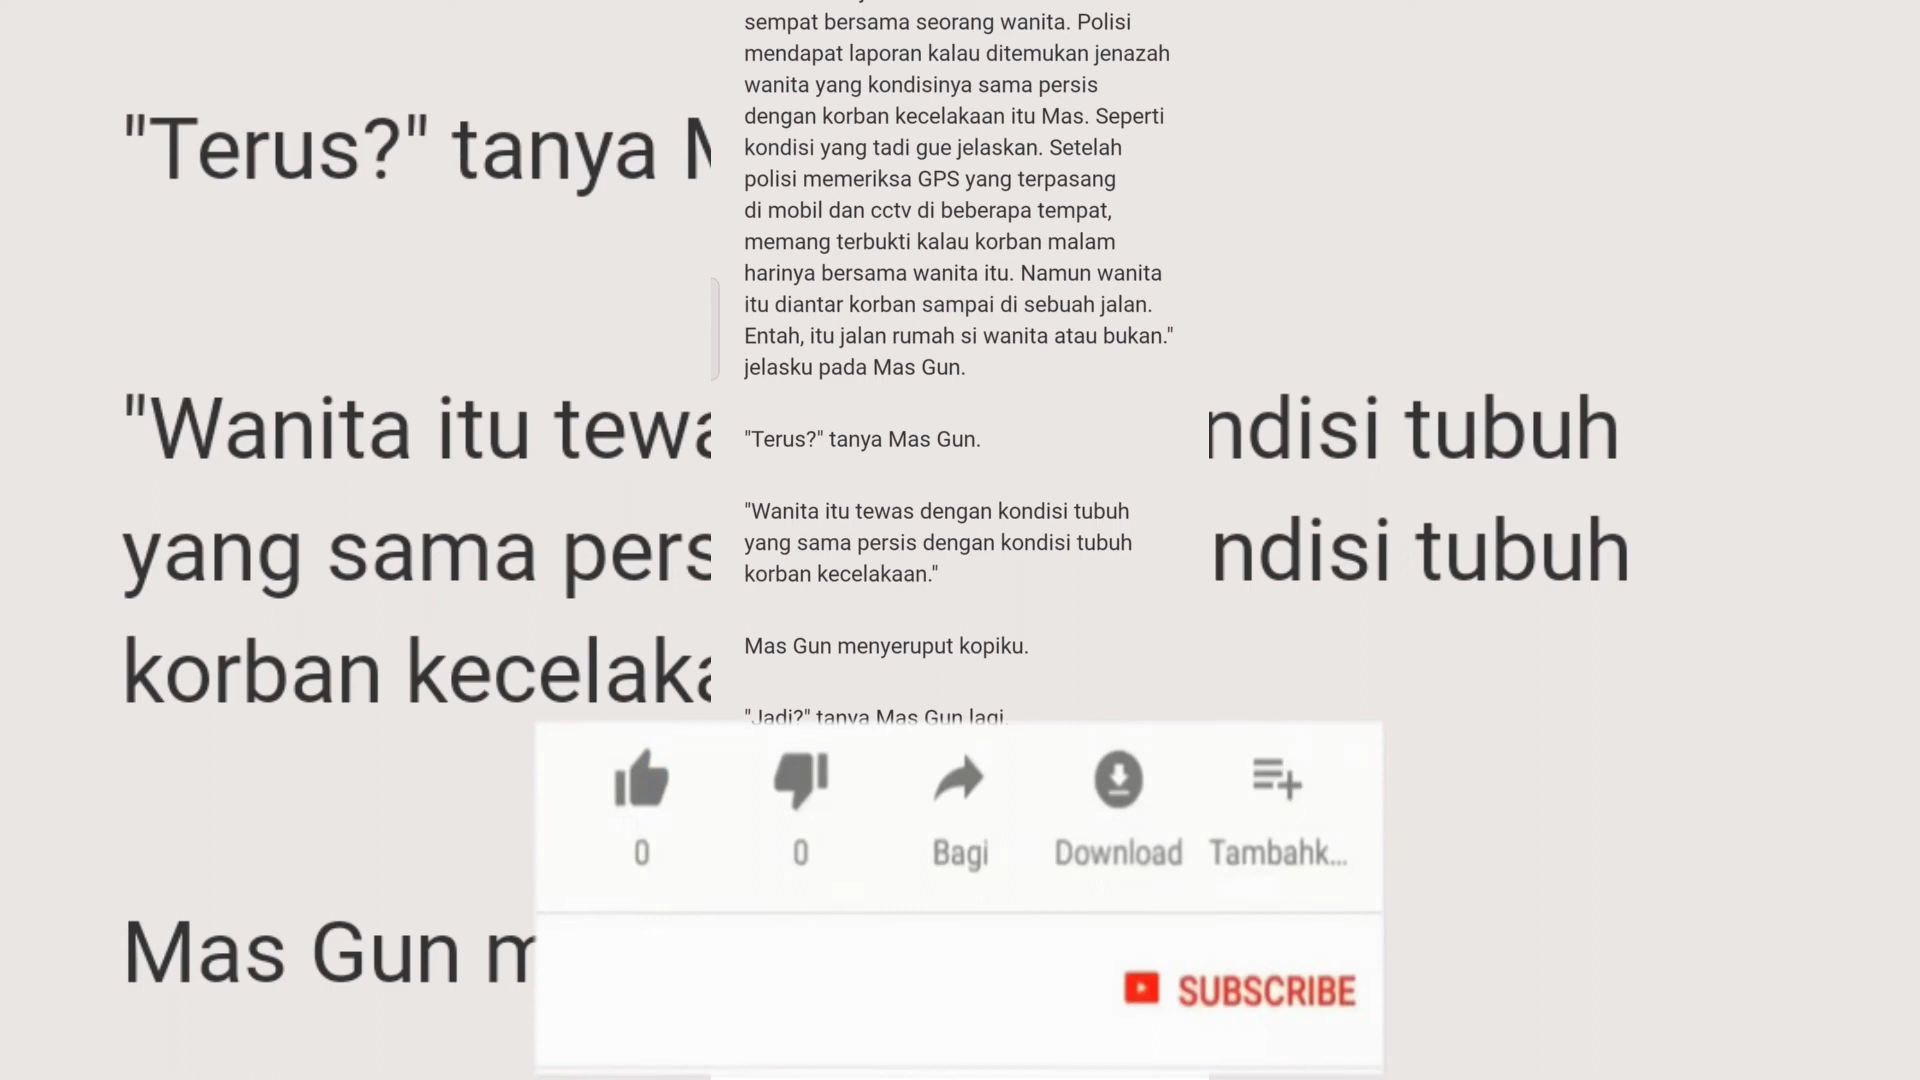 sempat bersama seorang wanita. Polisi
mendapat laporan kalau ditemukan jenazah
wanita yang kondisinya sama persis
dengan korban kecelakaan itu Mas. Seperti
kondisi yang tadi gue jelaskan. Setelah
polisi memeriksa GPS yang terpasang
di mobil dan cctv di beberapa tempat,
memang terbukti kalau korban malam
harinya bersama wanita itu. Namun wanita
itu diantar korban sampai di sebuah jalan.
Entah, itu jalan rumah si wanita atau bukan."
jelasku pada Mas Gun.
"Terus?" tanya Mas Gun.
"Wanita itu tewas dengan kondisi tubuh
yang sama persis dengan kondisi tubuh
korban kecelakaan."
Mas Gun menyeruput kopiku.
"Jadi?" tanya Mas Gun lagi.
"Terus?" tanya M
"Wanita itu tewa ndisi tubuh
yang sama pers ndisi tubuh
korban kecelaka
Mas Gun m
0 0 Bagi Download Tambahk...
SUBSCRIBE